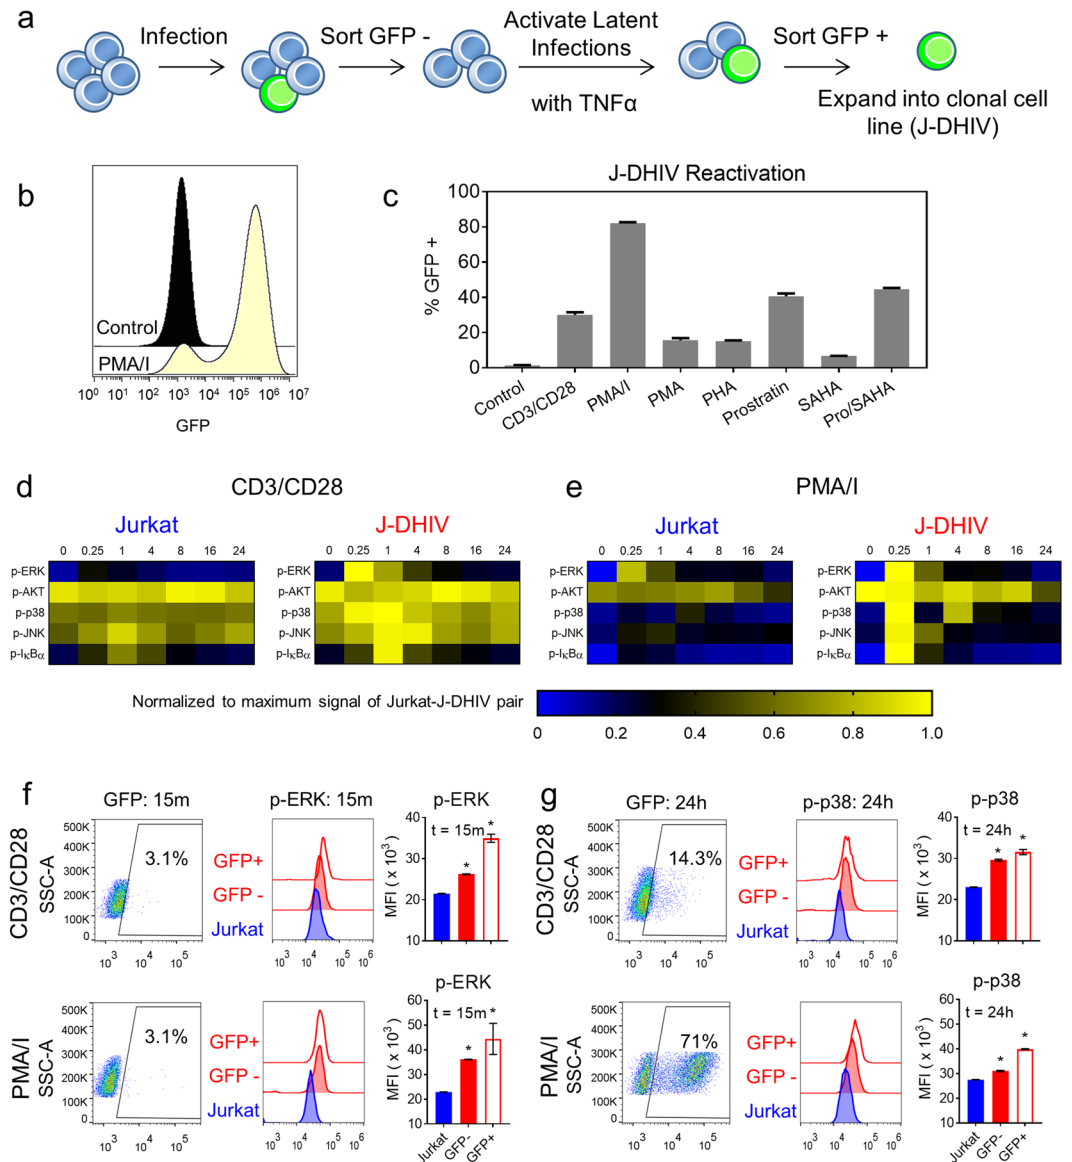 a
Infection
Sort GFP -
Activate Latent
Infections
with TNFα
Sort GFP +
Expand into clonal cell
line (J-DHIV)
b
Control
PMA/I
10⁰ 10¹ 10² 10³ 10⁴ 10⁵ 10⁶ 10⁷
GFP
c
J-DHIV Reactivation
% GFP +
100
80
60
40
20
0
Control
CD3/CD28
PMA/I
PMA
PHA
Prostratin
SAHA
Pro/SAHA
d
CD3/CD28
Jurkat
J-DHIV
0 0.25 1 4 8 16 24
0 0.25 1 4 8 16 24
p-ERK
p-AKT
p-p38
p-JNK
p-IκBα
p-ERK
p-AKT
p-p38
p-JNK
p-IκBα
e
PMA/I
Jurkat
J-DHIV
0 0.25 1 4 8 16 24
0 0.25 1 4 8 16 24
p-ERK
p-AKT
p-p38
p-JNK
p-IκBα
p-ERK
p-AKT
p-p38
p-JNK
p-IκBα
Normalized to maximum signal of Jurkat-J-DHIV pair
0 0.2 0.4 0.6 0.8 1.0
f
CD3/CD28
GFP: 15m
SSC-A
500K
400K
300K
200K
100K
0
3.1%
10³ 10⁴ 10⁵
p-ERK: 15m
GFP+
GFP -
Jurkat
10³ 10⁴ 10⁵ 10⁶
p-ERK
MFI ( x 10³)
40
30
20
10
t = 15m
*
*
PMA/I
SSC-A
500K
400K
300K
200K
100K
0
3.1%
10³ 10⁴ 10⁵
GFP+
GFP -
Jurkat
10³ 10⁴ 10⁵ 10⁶
p-ERK
MFI ( x 10³)
60
50
40
30
20
10
t = 15m
*
*
Jurkat
GFP-
GFP+
g
CD3/CD28
GFP: 24h
SSC-A
500K
400K
300K
200K
100K
0
14.3%
10³ 10⁴ 10⁵
p-p38: 24h
GFP+
GFP -
Jurkat
10³ 10⁴ 10⁵ 10⁶
p-p38
MFI ( x 10³)
40
30
20
10
t = 24h
*
*
PMA/I
SSC-A
500K
400K
300K
200K
100K
0
71%
10³ 10⁴ 10⁵
GFP+
GFP -
Jurkat
10³ 10⁴ 10⁵ 10⁶
p-p38
MFI ( x 10³)
60
50
40
30
20
10
t = 24h
*
*
Jurkat
GFP-
GFP+